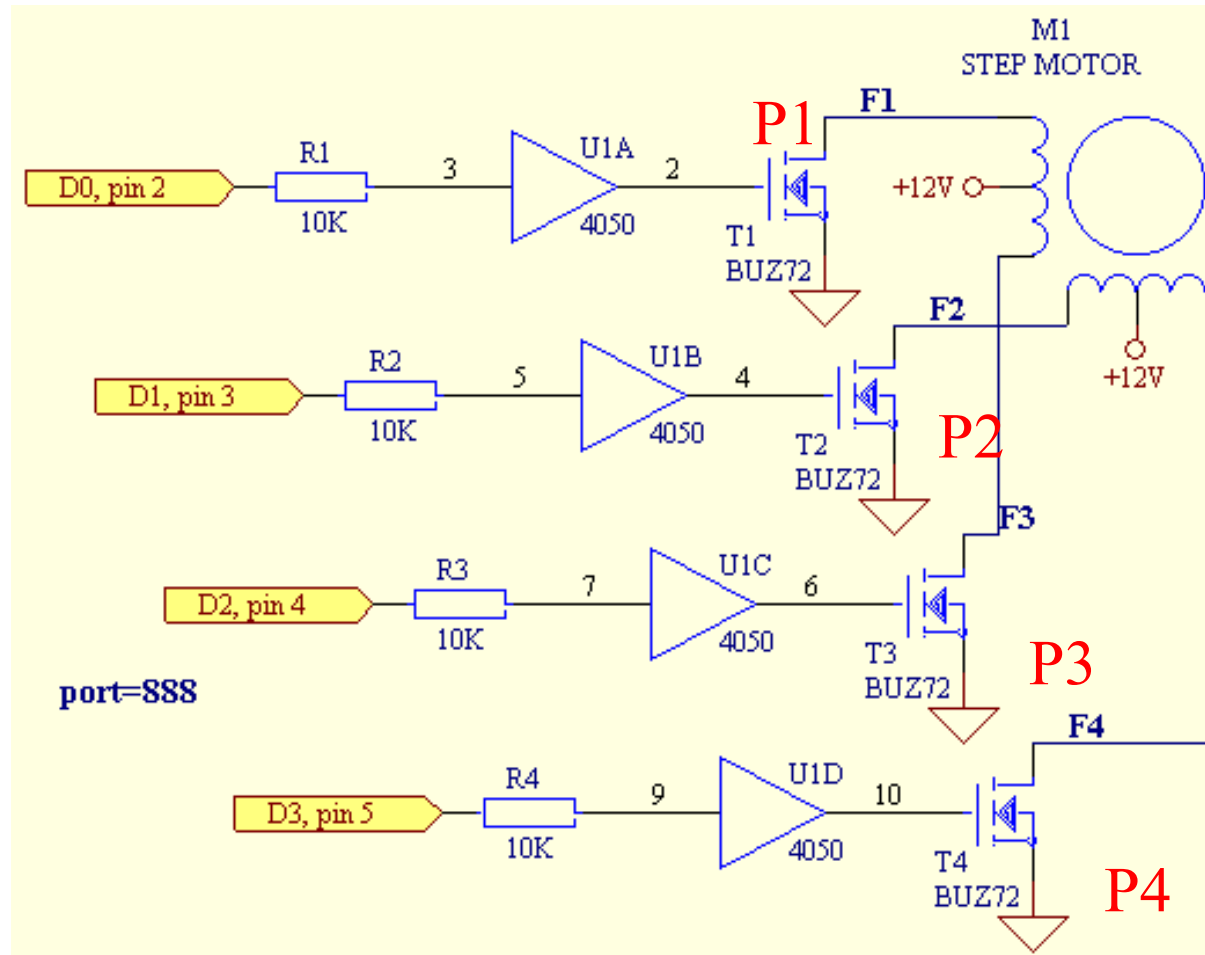 M1
STEP MOTOR
F1
P1
R1
3
U1A
2
D0, pin 2
+12V
10K
4050
T1
BUZ72
F2
R2
5
U1B
4
+12V
D1, pin 3
10K
4050
T2
BUZ72
P2
F3
R3
7
U1C
6
D2, pin 4
10K
4050
T3
BUZ72
P3
port=888
F4
R4
9
U1D
10
D3, pin 5
10K
4050
T4
BUZ72
P4